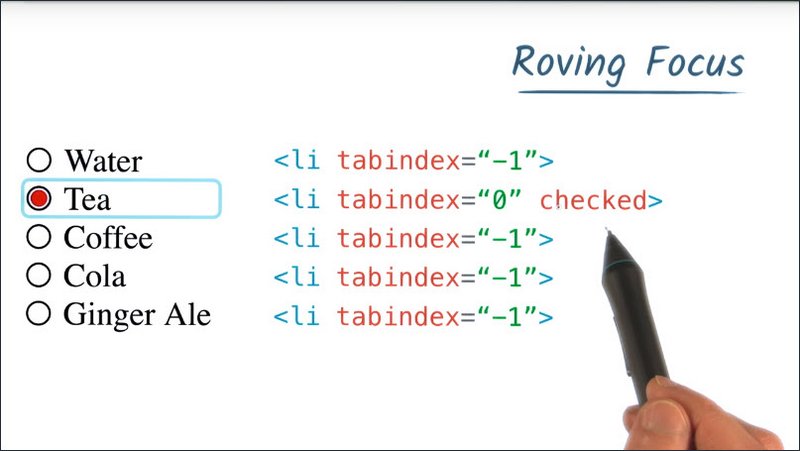 Roving Focus
Water <li tabindex=“-1”>
Tea <li tabindex=“0” checked>
Coffee <li tabindex=“-1”>
Cola <li tabindex=“-1”>
Ginger Ale <li tabindex=“-1”>